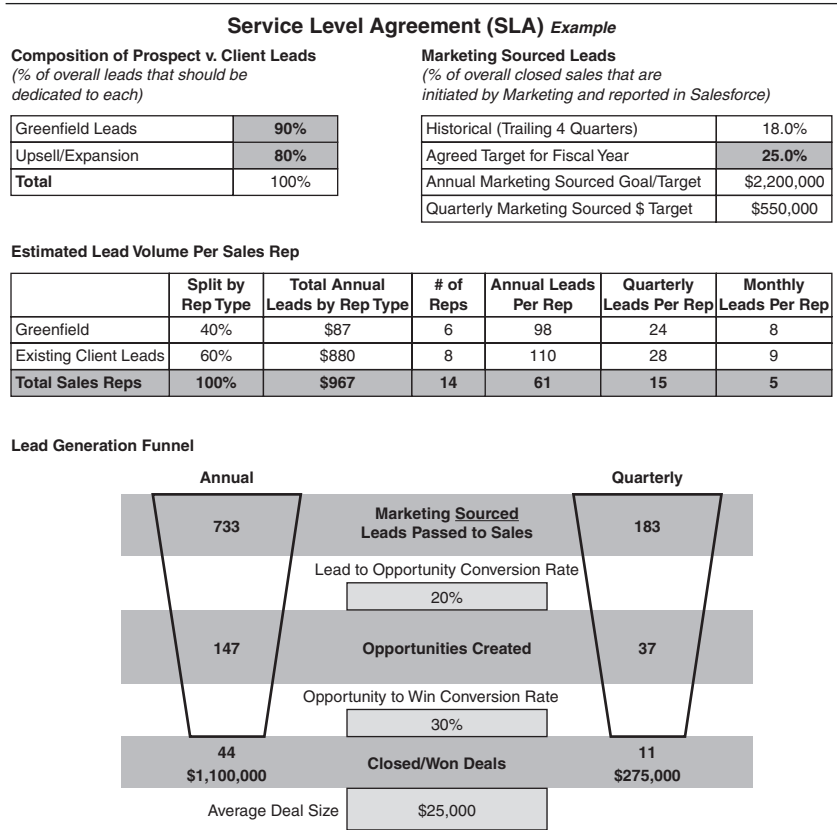 Service Level Agreement (SLA) Example
Composition of Prospect v. Client Leads
(% of overall leads that should be
dedicated to each)
Greenfield Leads 90%
Upsell/Expansion 80%
Total 100%
Marketing Sourced Leads
(% of overall closed sales that are
initiated by Marketing and reported in Salesforce)
Historical (Trailing 4 Quarters) 18.0%
Agreed Target for Fiscal Year 25.0%
Annual Marketing Sourced Goal/Target $2,200,000
Quarterly Marketing Sourced $ Target $550,000
Estimated Lead Volume Per Sales Rep
Split by Total Annual # of Annual Leads Quarterly Monthly
Rep Type Leads by Rep Type Reps Per Rep Leads Per Rep Leads Per Rep
Greenfield 40% $87 6 98 24 8
Existing Client Leads 60% $880 8 110 28 9
Total Sales Reps 100% $967 14 61 15 5
Lead Generation Funnel
Annual Quarterly
Marketing Sourced
733 Leads Passed to Sales 183
Lead to Opportunity Conversion Rate
20%
147 Opportunities Created 37
Opportunity to Win Conversion Rate
30%
44 Closed/Won Deals 11
$1,100,000 $275,000
Average Deal Size $25,000